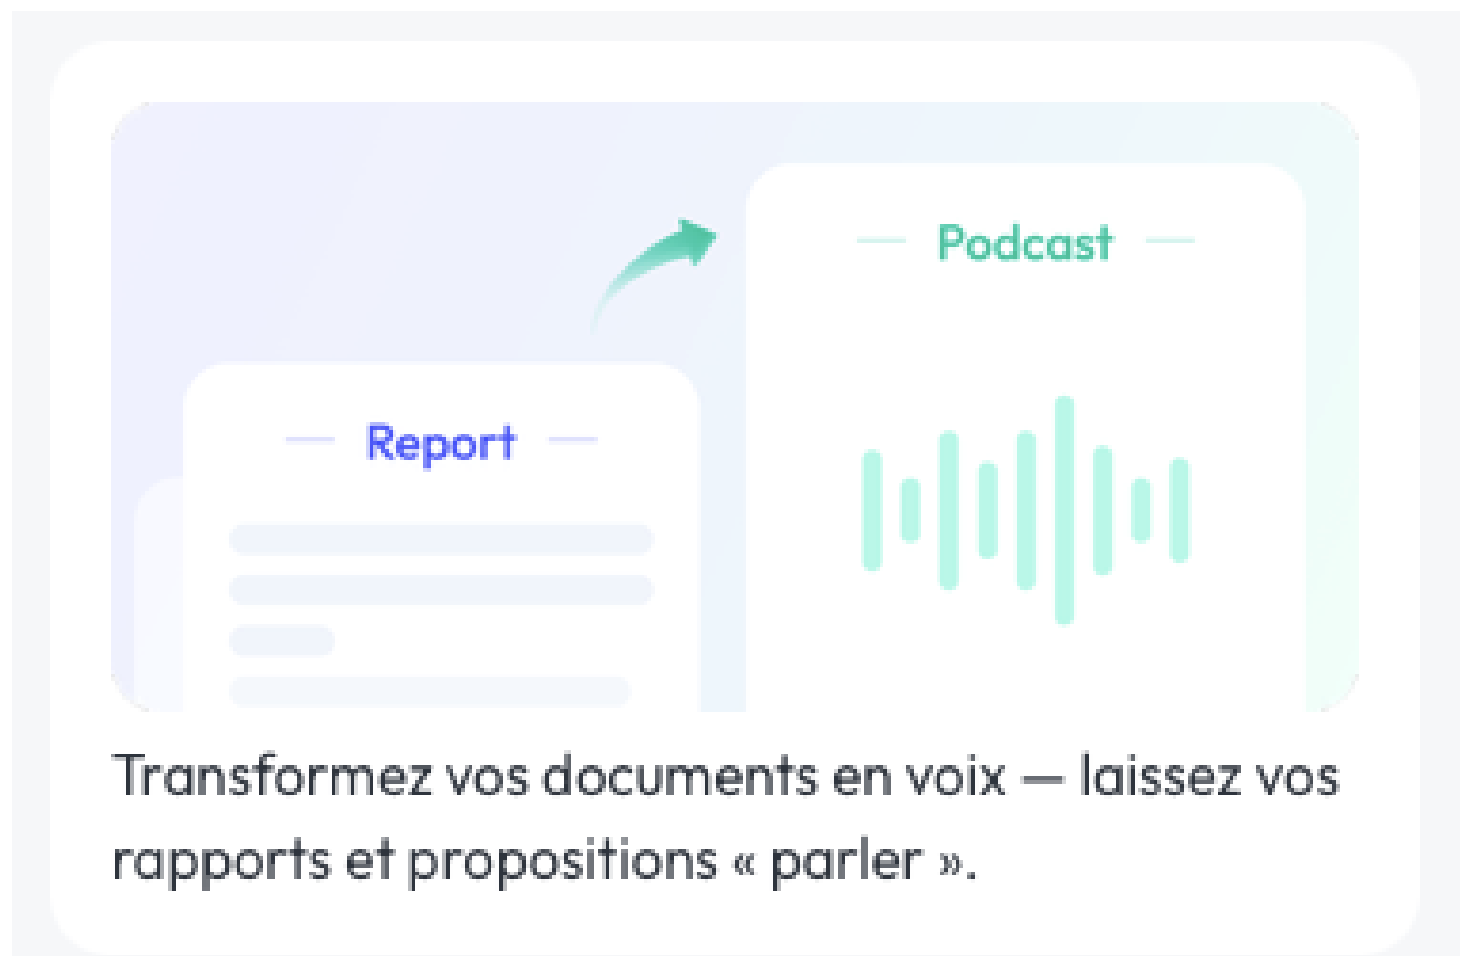 Podcast
Report
Transformez vos documents en voix — laissez vos
rapports et propositions « parler ».